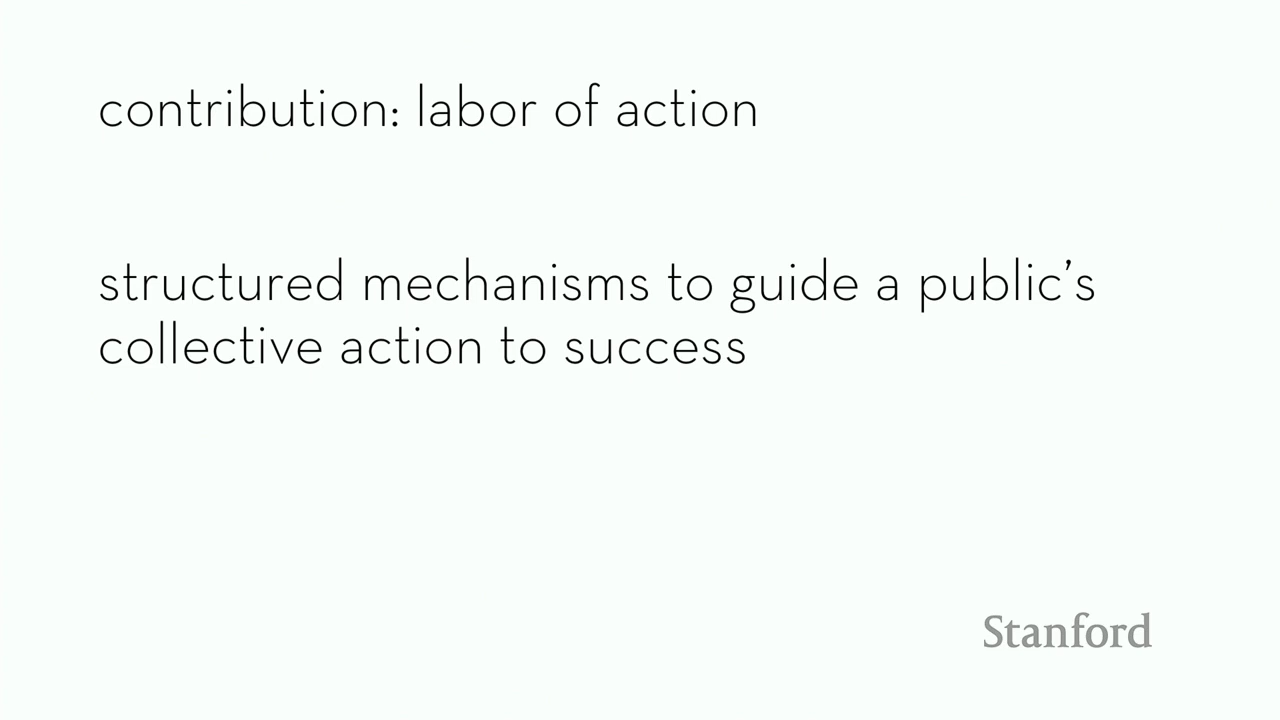 contribution: labor of action
structured mechanisms to guide a public’s
collective action to success
Stanford